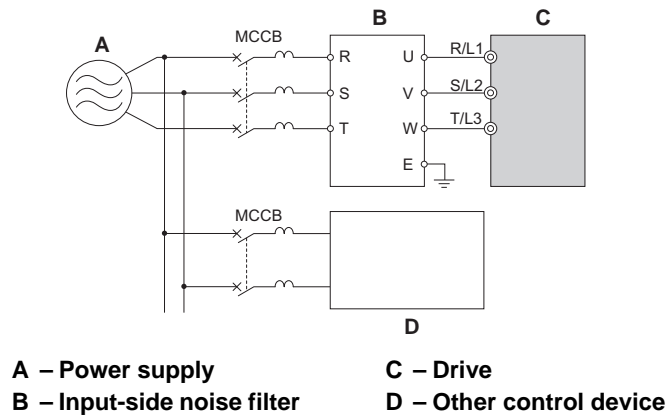 B
C
A
MCCB
R
U
R/L1
S
V
S/L2
T
W
T/L3
E
MCCB
D
A – Power supply
C – Drive
B – Input-side noise filter
D – Other control device